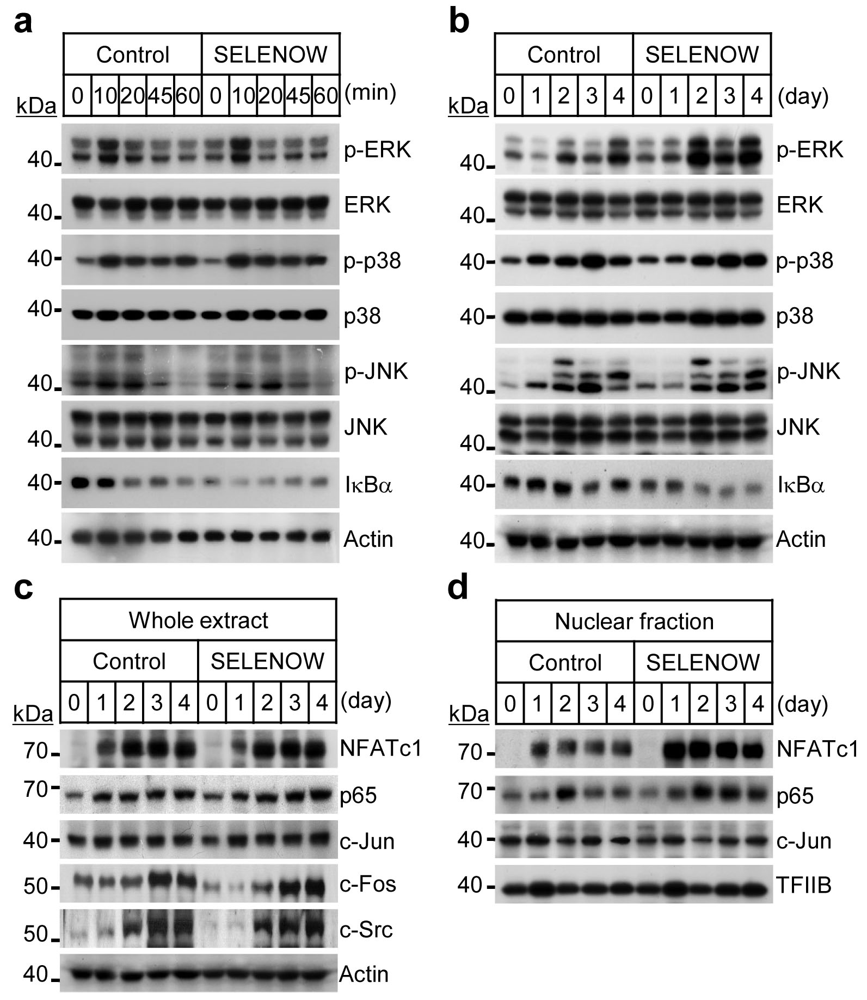 a
Control SELENOW
kDa 0 10 20 45 60 0 10 20 45 60 (min)
40 p-ERK
40 ERK
40 p-p38
40 p38
40 p-JNK
40 JNK
40 IκBα
40 Actin
b
Control SELENOW
kDa 0 1 2 3 4 0 1 2 3 4 (day)
40 p-ERK
40 ERK
40 p-p38
40 p38
40 p-JNK
40 JNK
40 IκBα
40 Actin
c
Whole extract
Control SELENOW
kDa 0 1 2 3 4 0 1 2 3 4 (day)
70 NFATc1
70 p65
40 c-Jun
50 c-Fos
50 c-Src
40 Actin
d
Nuclear fraction
Control SELENOW
kDa 0 1 2 3 4 0 1 2 3 4 (day)
70 NFATc1
70 p65
40 c-Jun
40 TFIIB